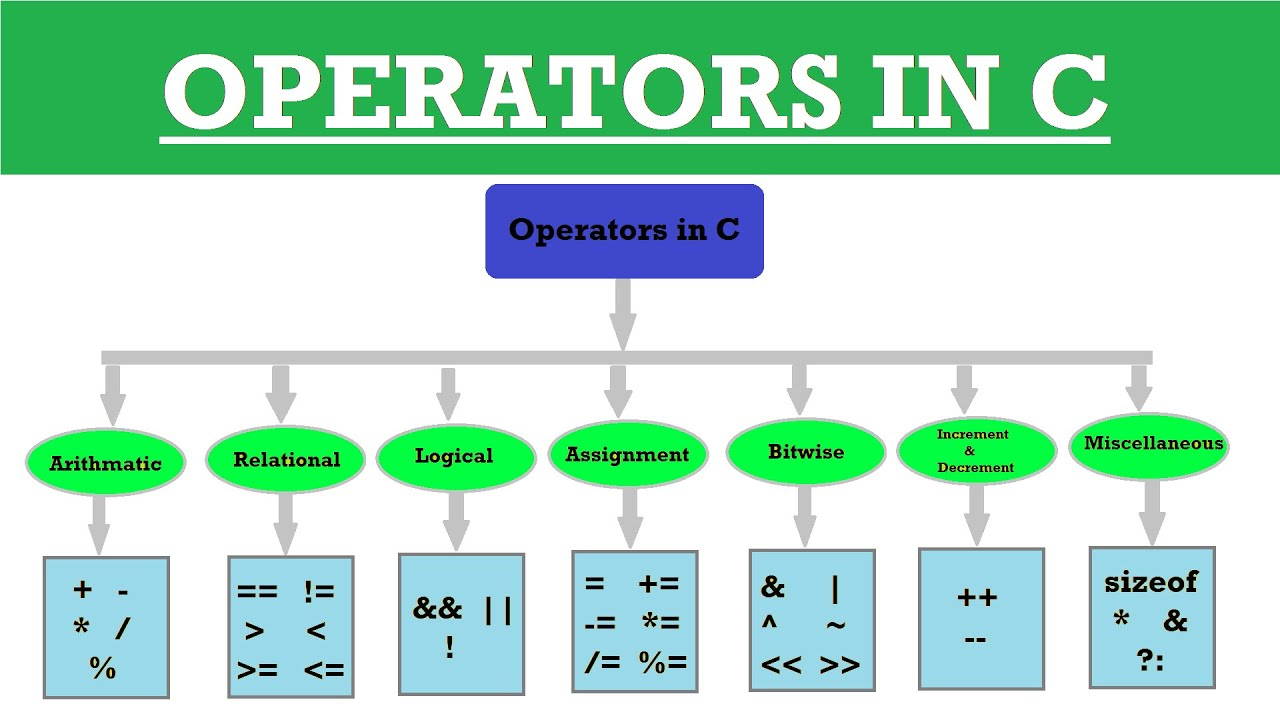 OPERATORS IN C
Operators in C
Arithmatic
+ -
* /
%
Relational
== !=
> <
>= <=
Logical
&& ||
!
Assignment
= +=
-= *=
/= %=
Bitwise
& |
^ ~
<< >>
Increment
&
Decrement
++
--
Miscellaneous
sizeof
* &
?: